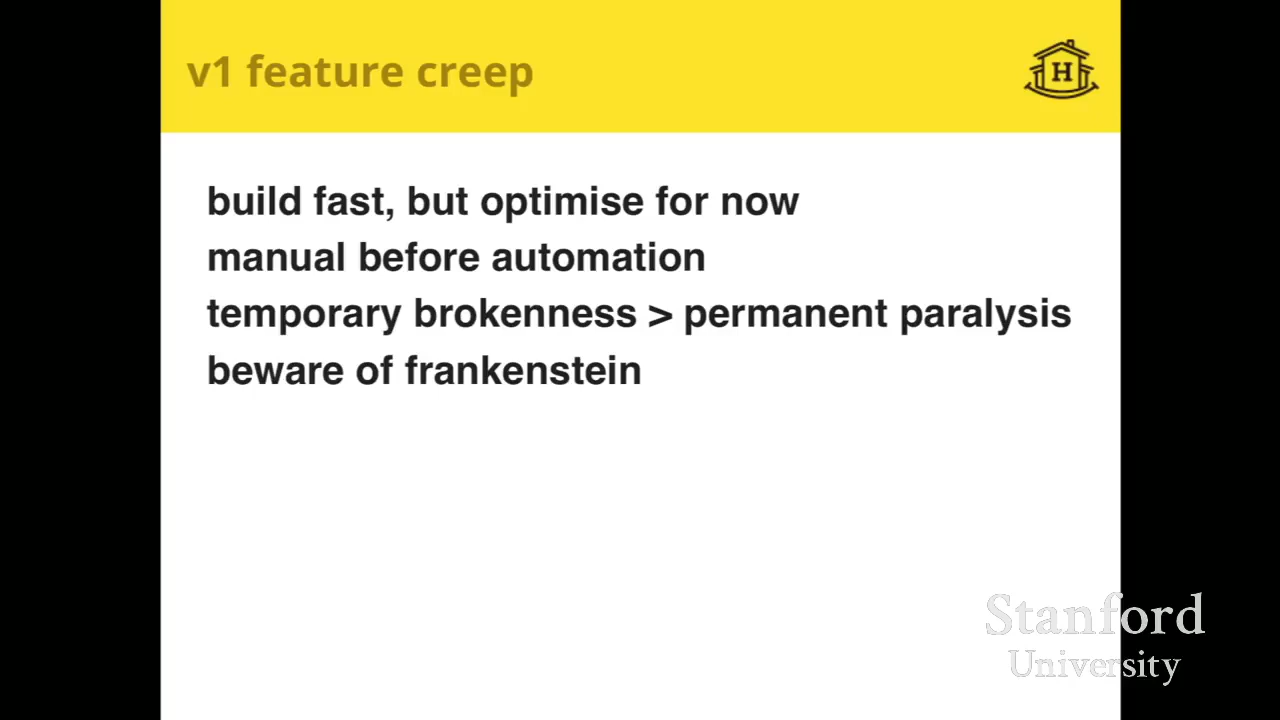 v1 feature creep
H
build fast, but optimise for now
manual before automation
temporary brokenness > permanent paralysis
beware of frankenstein
Stanford
University